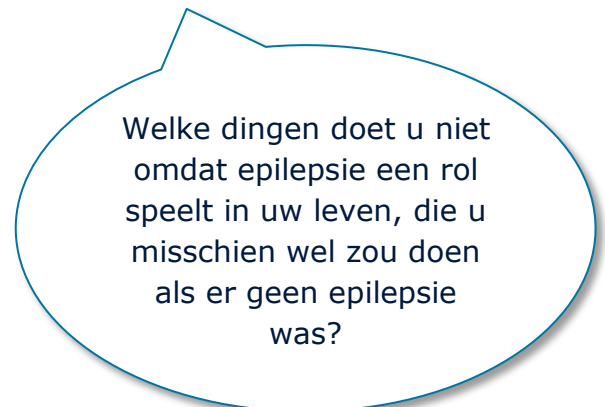 Welke dingen doet u niet
omdat epilepsie een rol
speelt in uw leven, die u
misschien wel zou doen
als er geen epilepsie
was?